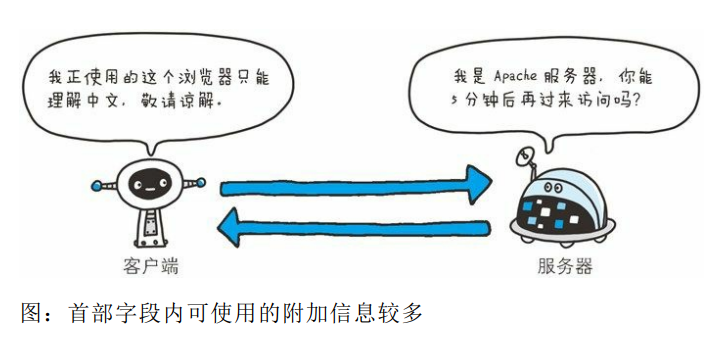 我正使用的这个浏览器只能
理解中文，敬请谅解。
我是 Apache 服务器，你能
5 分钟后再过来访问吗？
客户端
服务器
图：首部字段内可使用的附加信息较多